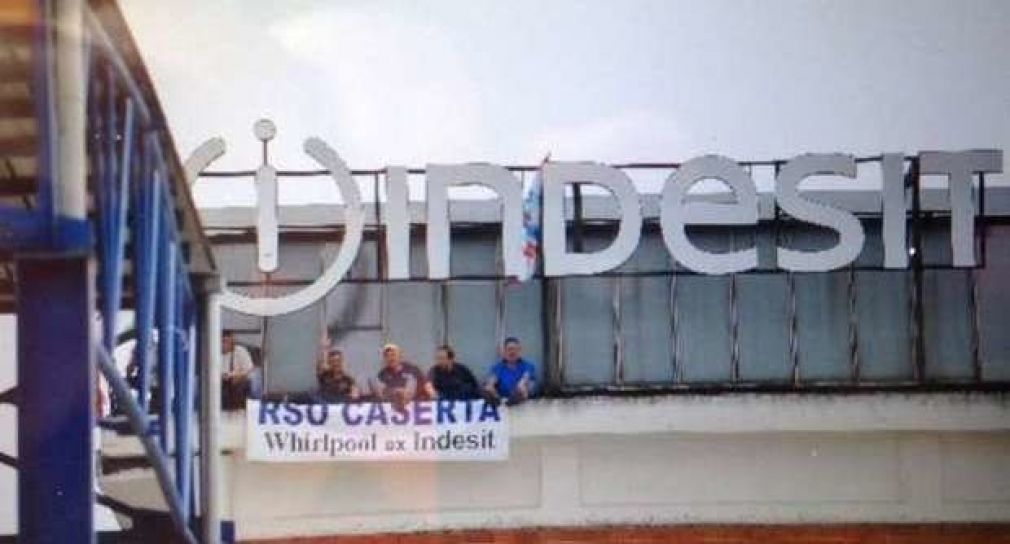 indesit
RSU CASERTA
Whirlpool ex Indesit